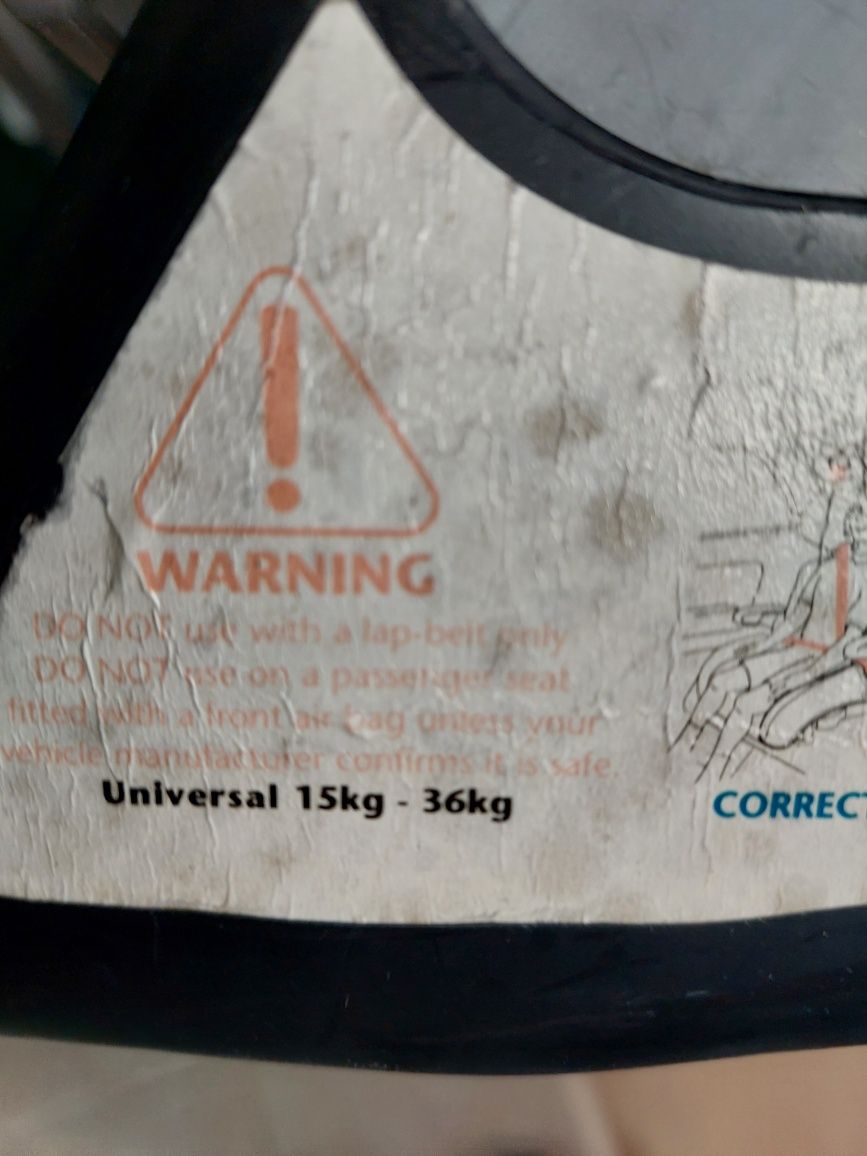 WARNING
DO NOT use with a lap-belt only
DO NOT use on a passenger seat
fitted with a front air bag unless your
vehicle manufacturer confirms it is safe.
Universal 15kg - 36kg
CORRECT